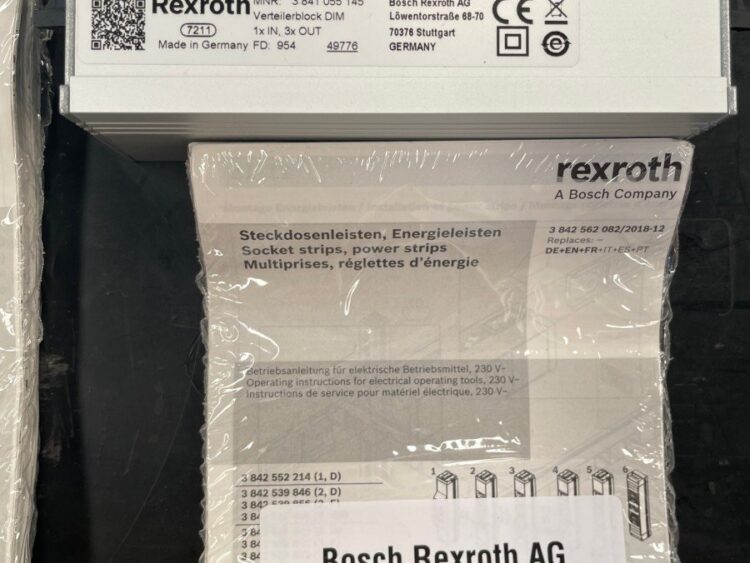 Rexroth
7211
Made in Germany
MNR: 3 841 055 145
Verteilerblock DIM
1x IN, 3x OUT
FD: 954 49776
Bosch Rexroth AG
Löwentorstraße 68-70
70376 Stuttgart
GERMANY
CE
rexroth
A Bosch Company
Steckdosenleisten, Energieleisten
Socket strips, power strips
Multiprises, réglettes d'énergie
3 842 562 082/2018-12
Replaces: –
DE+EN+FR+IT+ES+PT
Betriebsanleitung für elektrische Betriebsmittel, 230 V~
Operating instructions for electrical operating tools, 230 V~
Instructions de service pour matériel électrique, 230 V~
3 842 552 214 (1, D)
3 842 539 846 (2, D)
1 2 3 4 5 6
Bosch Rexroth AG